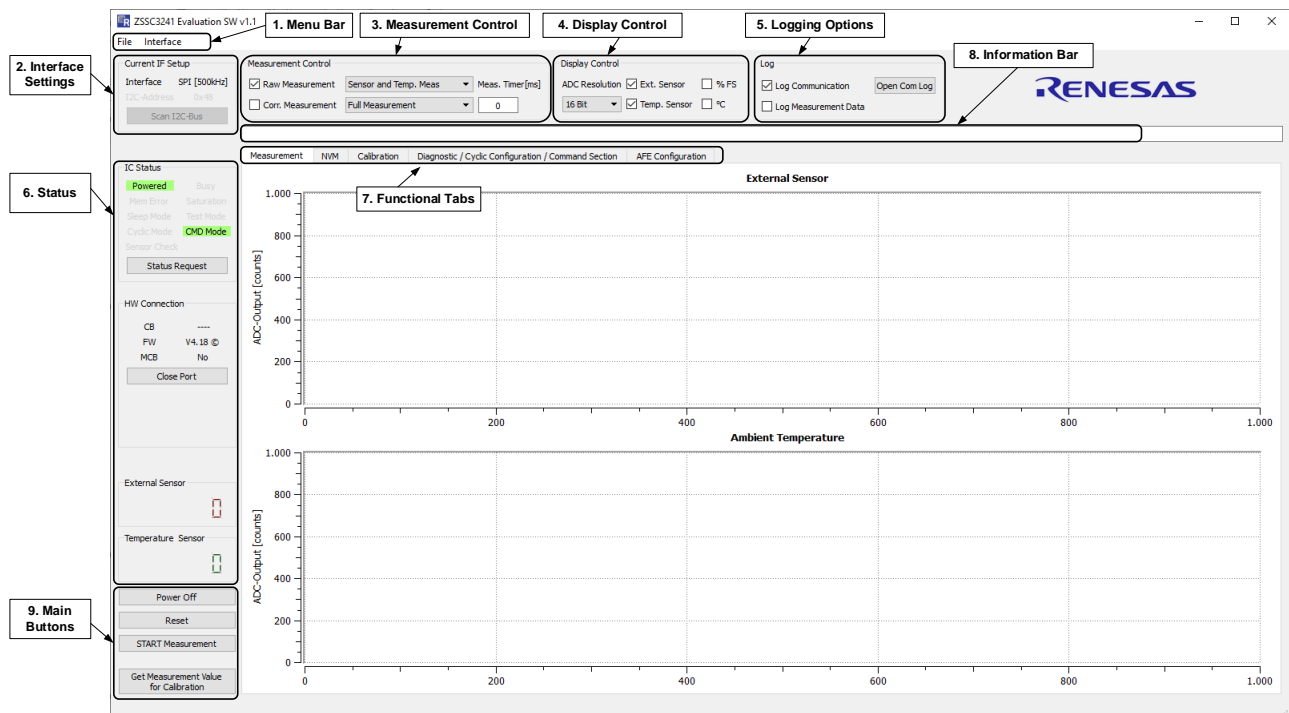 ZSSC3241 Evaluation SW v1.1
1. Menu Bar
3. Measurement Control
4. Display Control
5. Logging Options
File Interface
2. Interface
Settings
8. Information Bar
Current IF Setup
Interface SPI [500kHz]
I2C-Address 0x48
Scan I2C-Bus
Measurement Control
Raw Measurement Sensor and Temp. Meas Meas. Timer[ms]
Corr. Measurement Full Measurement 0
Display Control
ADC Resolution Ext. Sensor % FS
16 Bit Temp. Sensor °C
Log
Log Communication Open Com Log
Log Measurement Data
RENESAS
Measurement NVM Calibration Diagnostic / Cyclic Configuration / Command Section AFE Configuration
7. Functional Tabs
6. Status
IC Status
Powered Busy
Mem Error Saturation
Sleep Mode Test Mode
Cyclic Mode CMD Mode
Sensor Check
Status Request
HW Connection
CB ----
FW V4.18 ©
MCB No
Close Port
External Sensor
0
Temperature Sensor
0
9. Main
Buttons
Power Off
Reset
START Measurement
Get Measurement Value
for Calibration
External Sensor
ADC-Output [counts]
1.000
800
600
400
200
0
0 200 400 600 800 1.000
Ambient Temperature
ADC-Output [counts]
1.000
800
600
400
200
0
0 200 400 600 800 1.000